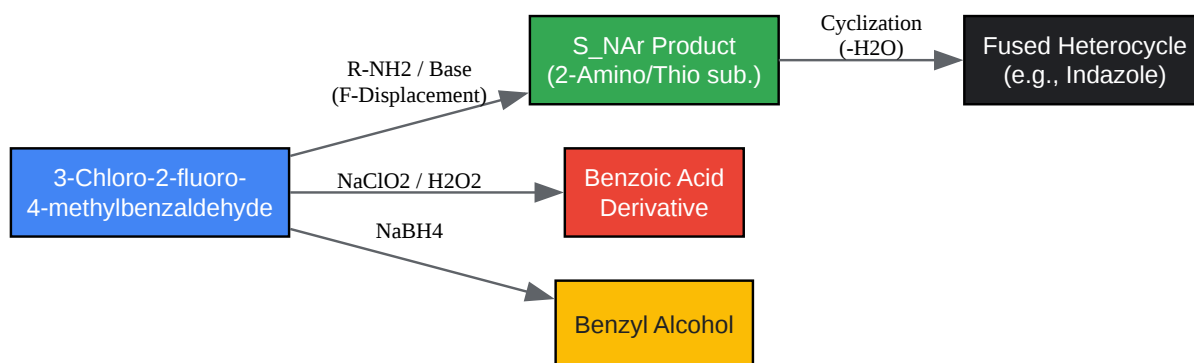 3-Chloro-2-fluoro-
4-methylbenzaldehyde
R-NH2 / Base
(F-Displacement)
S_NAr Product
(2-Amino/Thio sub.)
Cyclization
(-H2O)
Fused Heterocycle
(e.g., Indazole)
NaClO2 / H2O2
Benzoic Acid
Derivative
NaBH4
Benzyl Alcohol